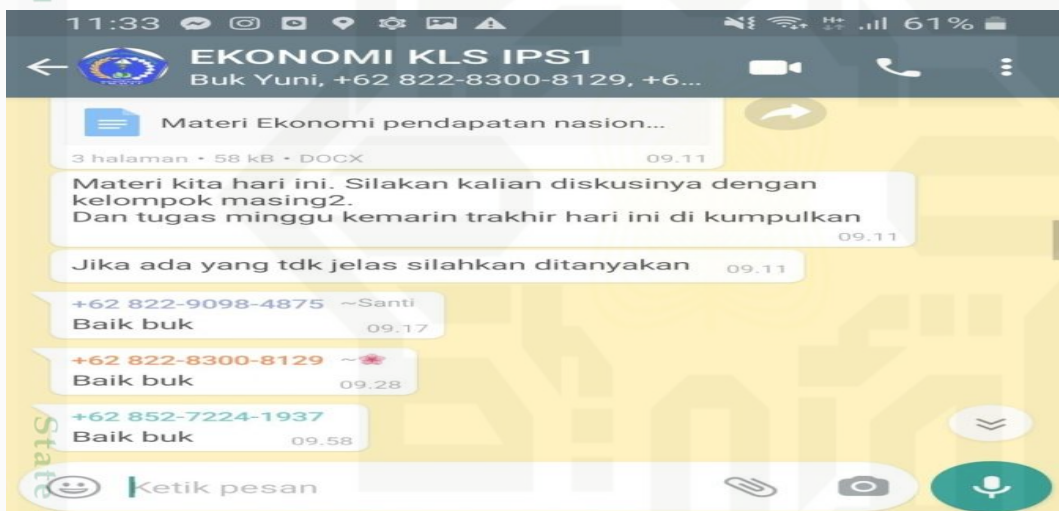 11:33 61%
EKONOMI KLS IPS1
Buk Yuni, +62 822-8300-8129, +6...
Materi Ekonomi pendapatan nasion...
3 halaman • 58 kB • DOCX 09.11
Materi kita hari ini. Silakan kalian diskusinya dengan
kelompok masing2.
Dan tugas minggu kemarin trakhir hari ini di kumpulkan
09.11
Jika ada yang tdk jelas silahkan ditanyakan 09.11
+62 822-9098-4875 ~Santi
Baik buk 09.17
+62 822-8300-8129 ~🌸
Baik buk 09.28
+62 852-7224-1937
Baik buk 09.58
State
Ketik pesan